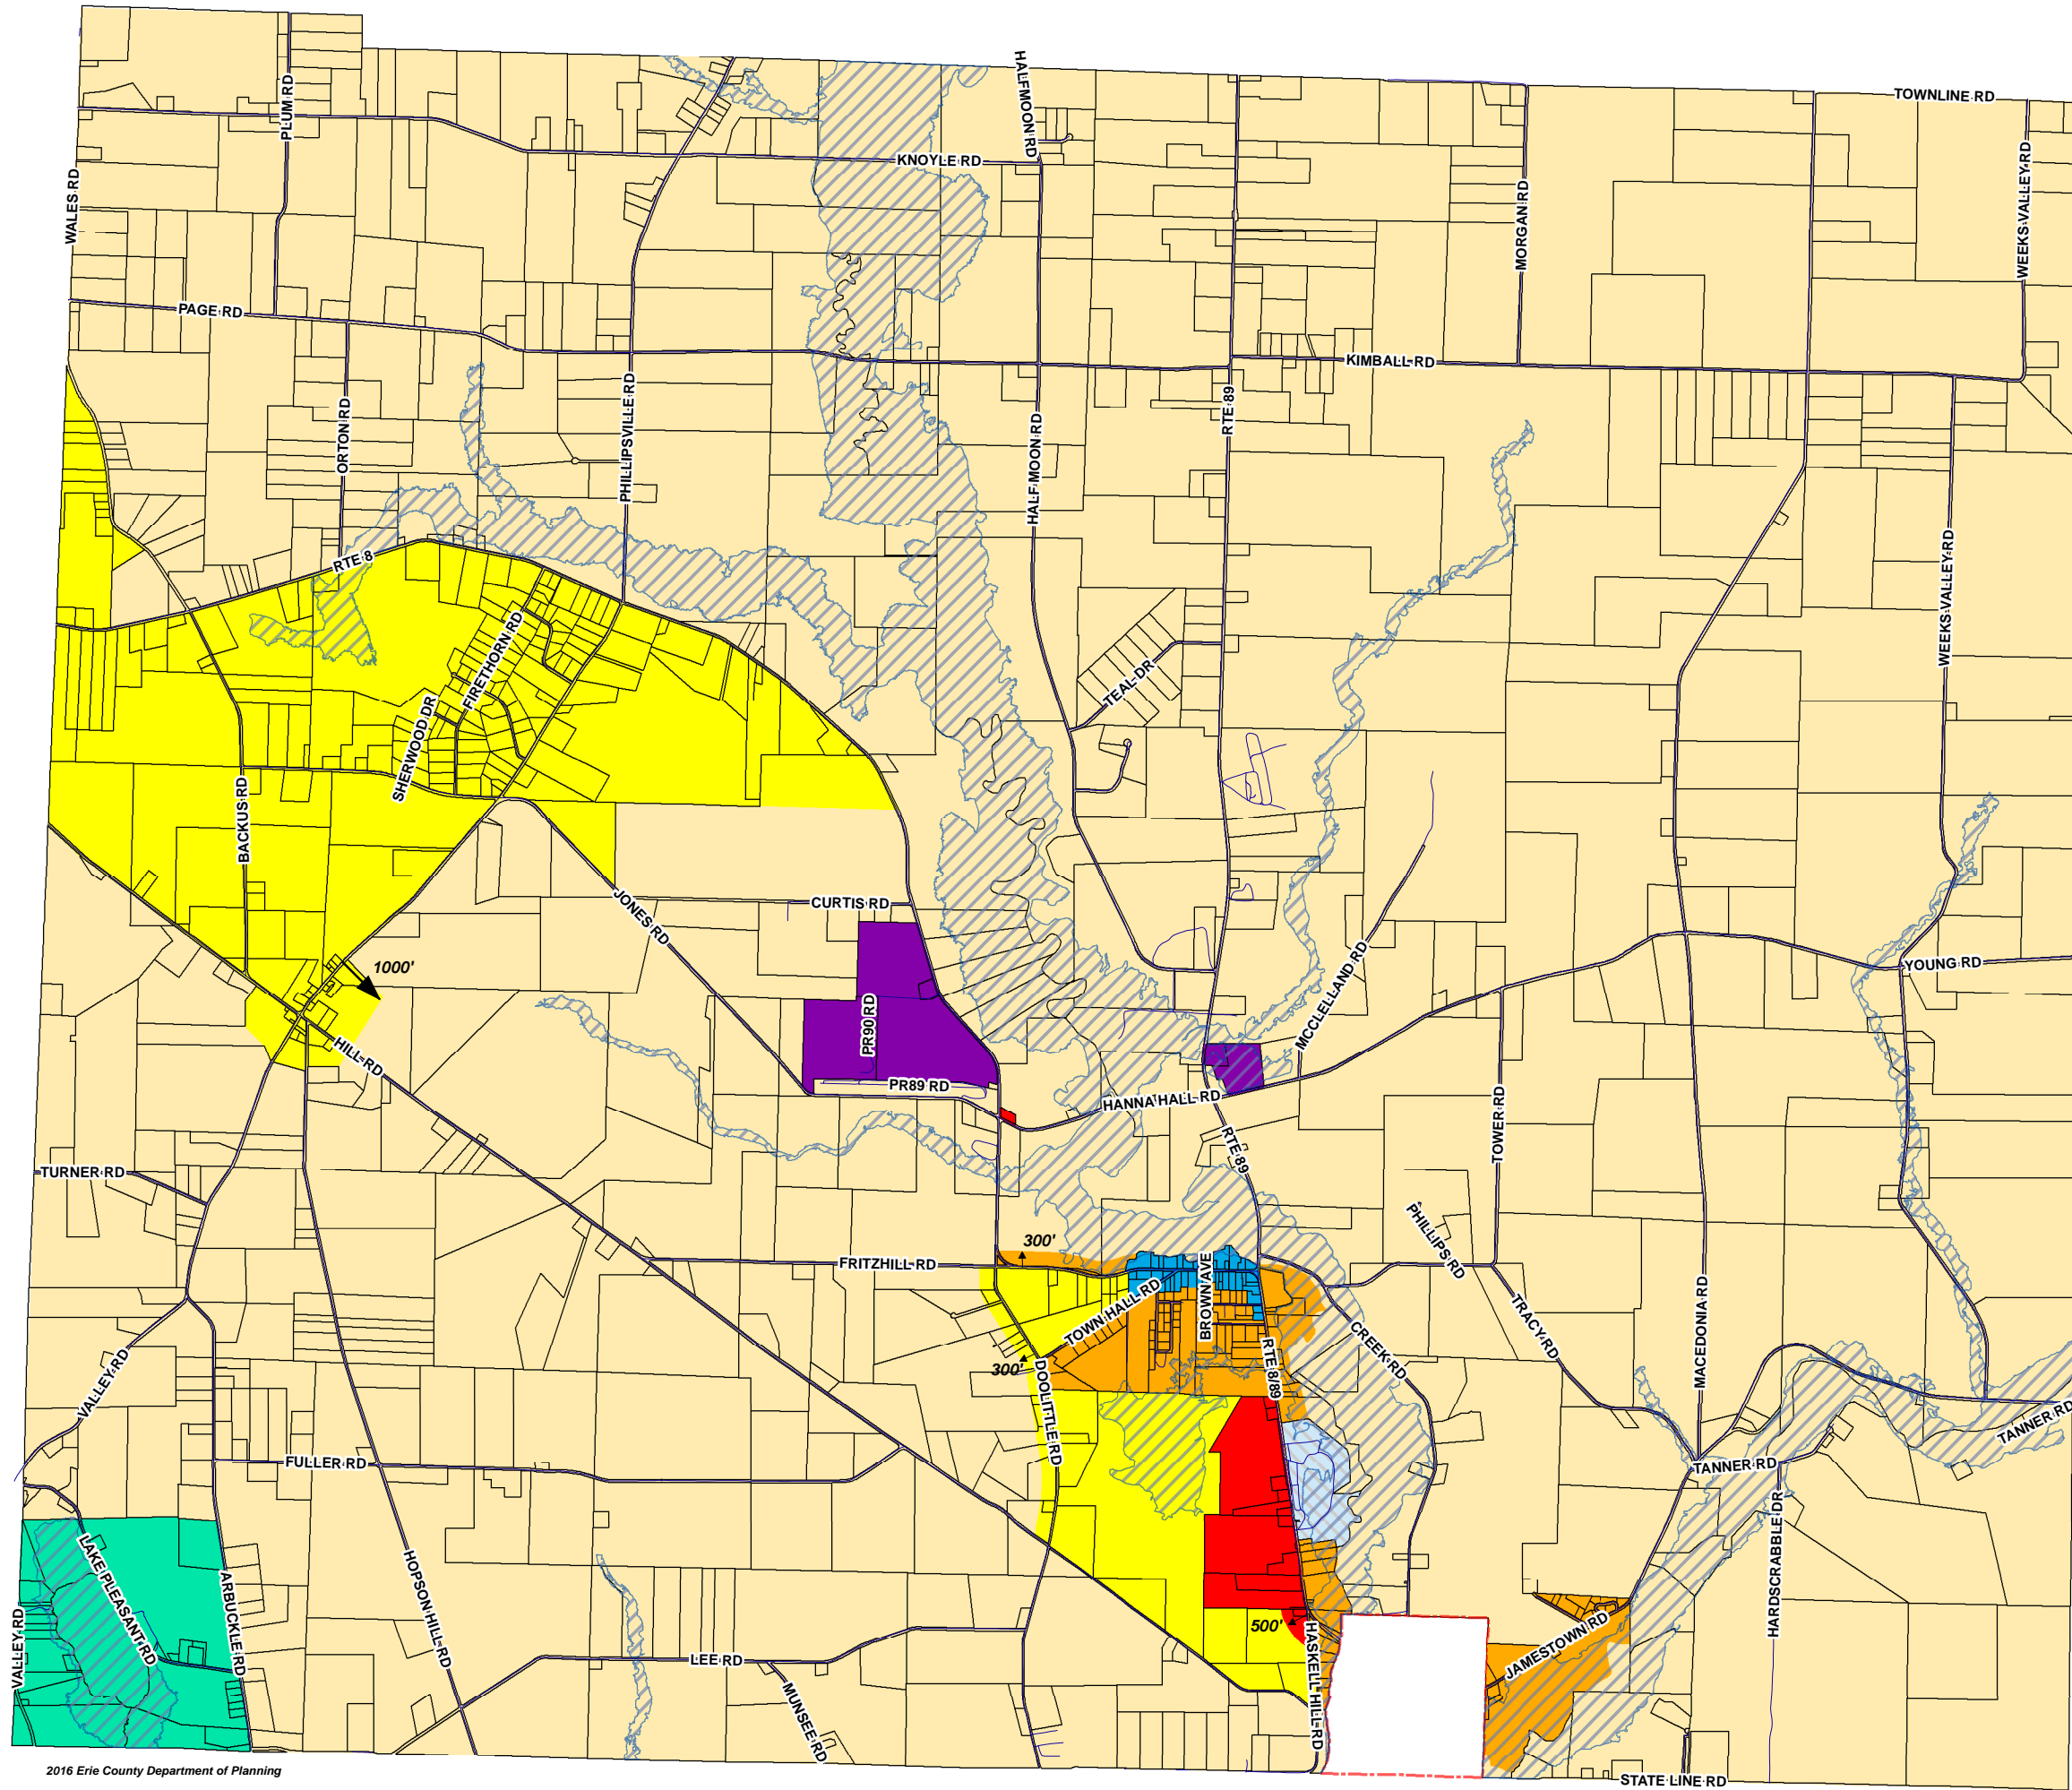 TOWNLINE RD
PLUM RD
HALFMOON RD
KNOYLE RD
WALES RD
MORGAN RD
WEEKS VALLEY RD
PAGE RD
KIMBALL RD
PHILLIPSVILLE RD
RTE 89
ORTON RD
HALF MOON RD
RTE 8
WEEKS VALLEY RD
FIRETHORN RD
TEAL DR
SHERWOOD DR
BACKUS RD
CURTIS RD
JONES RD
1000'
YOUNG RD
MCCLELLAND RD
PR90 RD
HILL RD
PR89 RD
HANNA HALL RD
TOWER RD
RTE 89
TURNER RD
PHILLIPS RD
300'
FRITZHILL RD
BROWN AVE
TOWN HALL RD
TRACY RD
MACEDONIA RD
CREEK RD
300'
RTE 8/89
VALLEY RD
DOOLITTLE RD
TANNER RD
FULLER RD
TANNER RD
HARDSCRABBLE DR
LAKE PLEASANT RD
ARBUCKLE RD
HOPSON HILL RD
VALLEY RD
500'
HASKELL HILL RD
JAMESTOWN RD
LEE RD
MUNSEE RD
2016 Erie County Department of Planning
STATE LINE RD